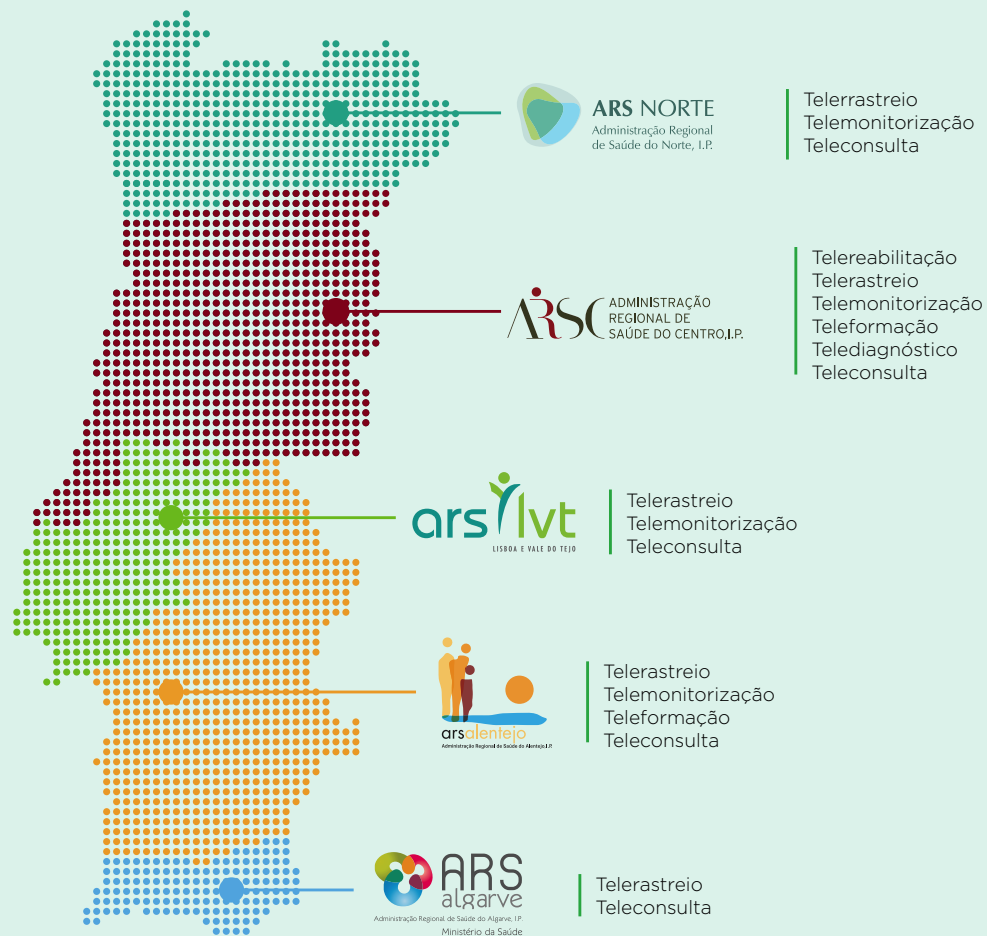 ARS NORTE
Administração Regional
de Saúde do Norte, I.P.
Telerrastreio
Telemonitorização
Teleconsulta
ARSC
ADMINISTRAÇÃO
REGIONAL DE
SAÚDE DO CENTRO,I.P.
Telereabilitação
Telerastreio
Telemonitorização
Teleformação
Telediagnóstico
Teleconsulta
ars lvt
LISBOA E VALE DO TEJO
Telerastreio
Telemonitorização
Teleconsulta
arsalentejo
Administração Regional de Saúde do Alentejo,I.P.
Telerastreio
Telemonitorização
Teleformação
Teleconsulta
ARS
algarve
Administração Regional de Saúde do Algarve, I.P.
Ministério da Saúde
Telerastreio
Teleconsulta